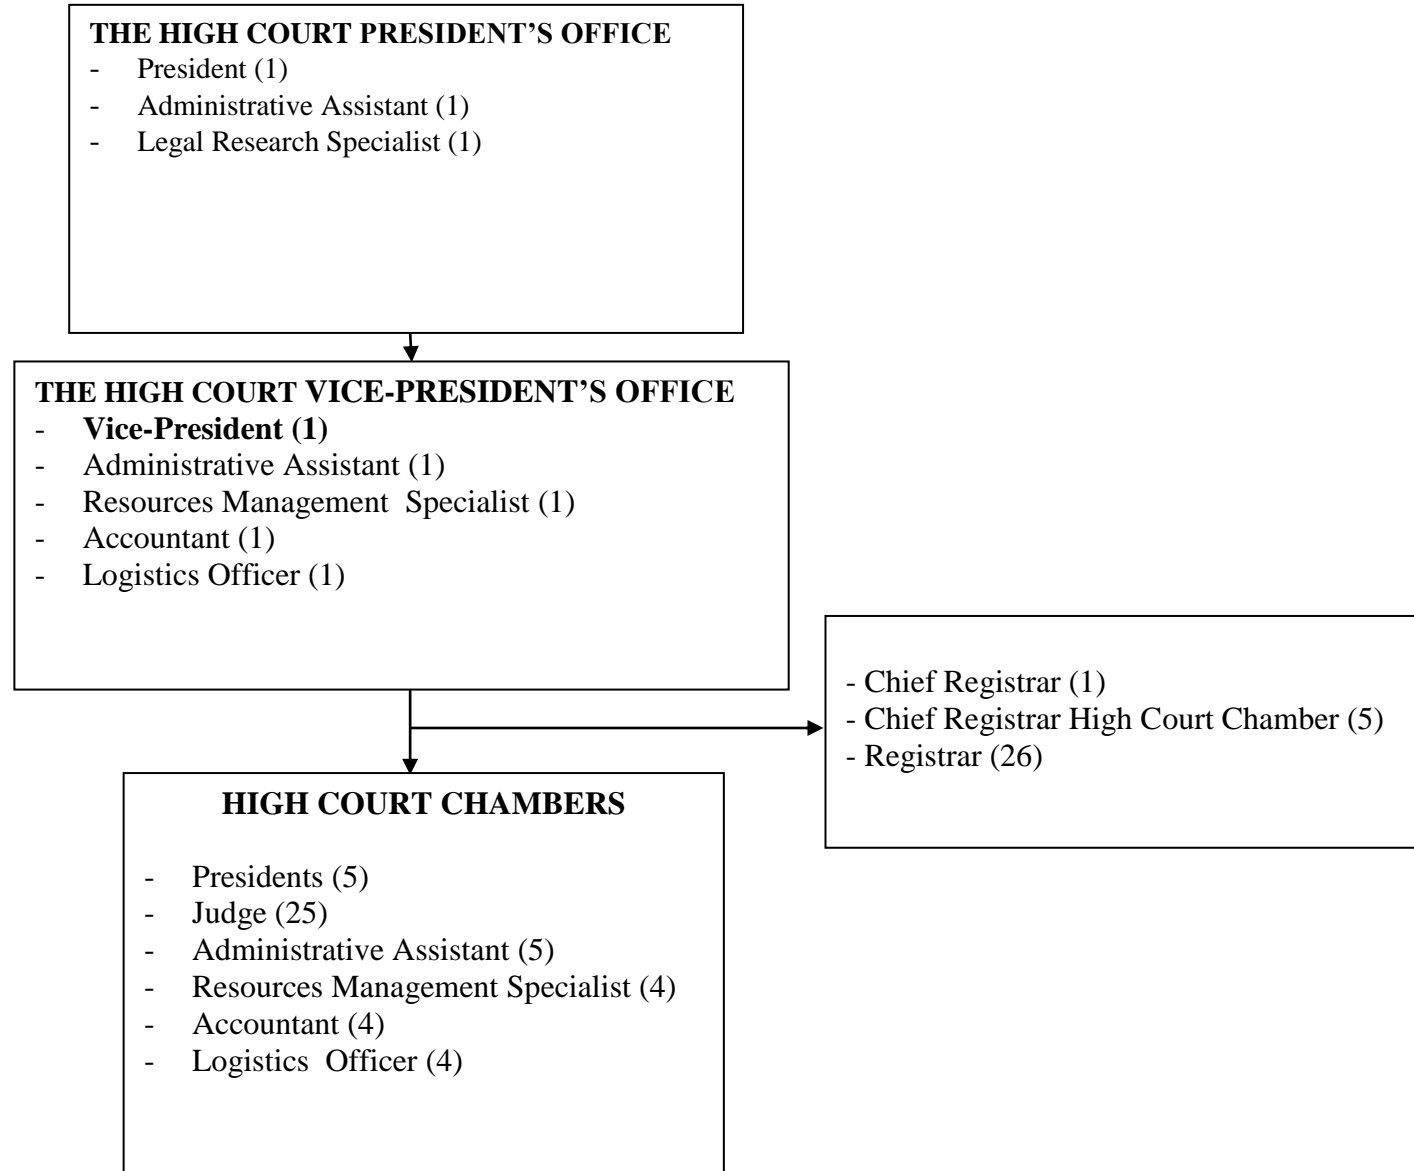 THE HIGH COURT PRESIDENT’S OFFICE
- President (1)
- Administrative Assistant (1)
- Legal Research Specialist (1)
THE HIGH COURT VICE-PRESIDENT’S OFFICE
- Vice-President (1)
- Administrative Assistant (1)
- Resources Management Specialist (1)
- Accountant (1)
- Logistics Officer (1)
- Chief Registrar (1)
- Chief Registrar High Court Chamber (5)
- Registrar (26)
HIGH COURT CHAMBERS
- Presidents (5)
- Judge (25)
- Administrative Assistant (5)
- Resources Management Specialist (4)
- Accountant (4)
- Logistics Officer (4)